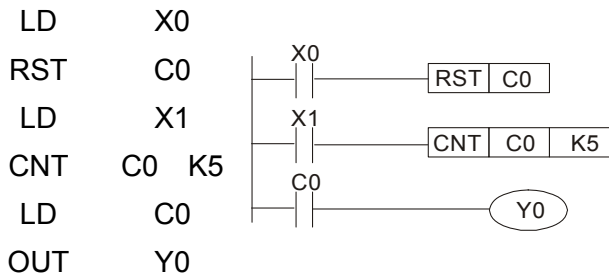 LD X0
RST C0
LD X1
CNT C0 K5
LD C0
OUT Y0
X0
RST C0
X1
CNT C0 K5
C0
Y0